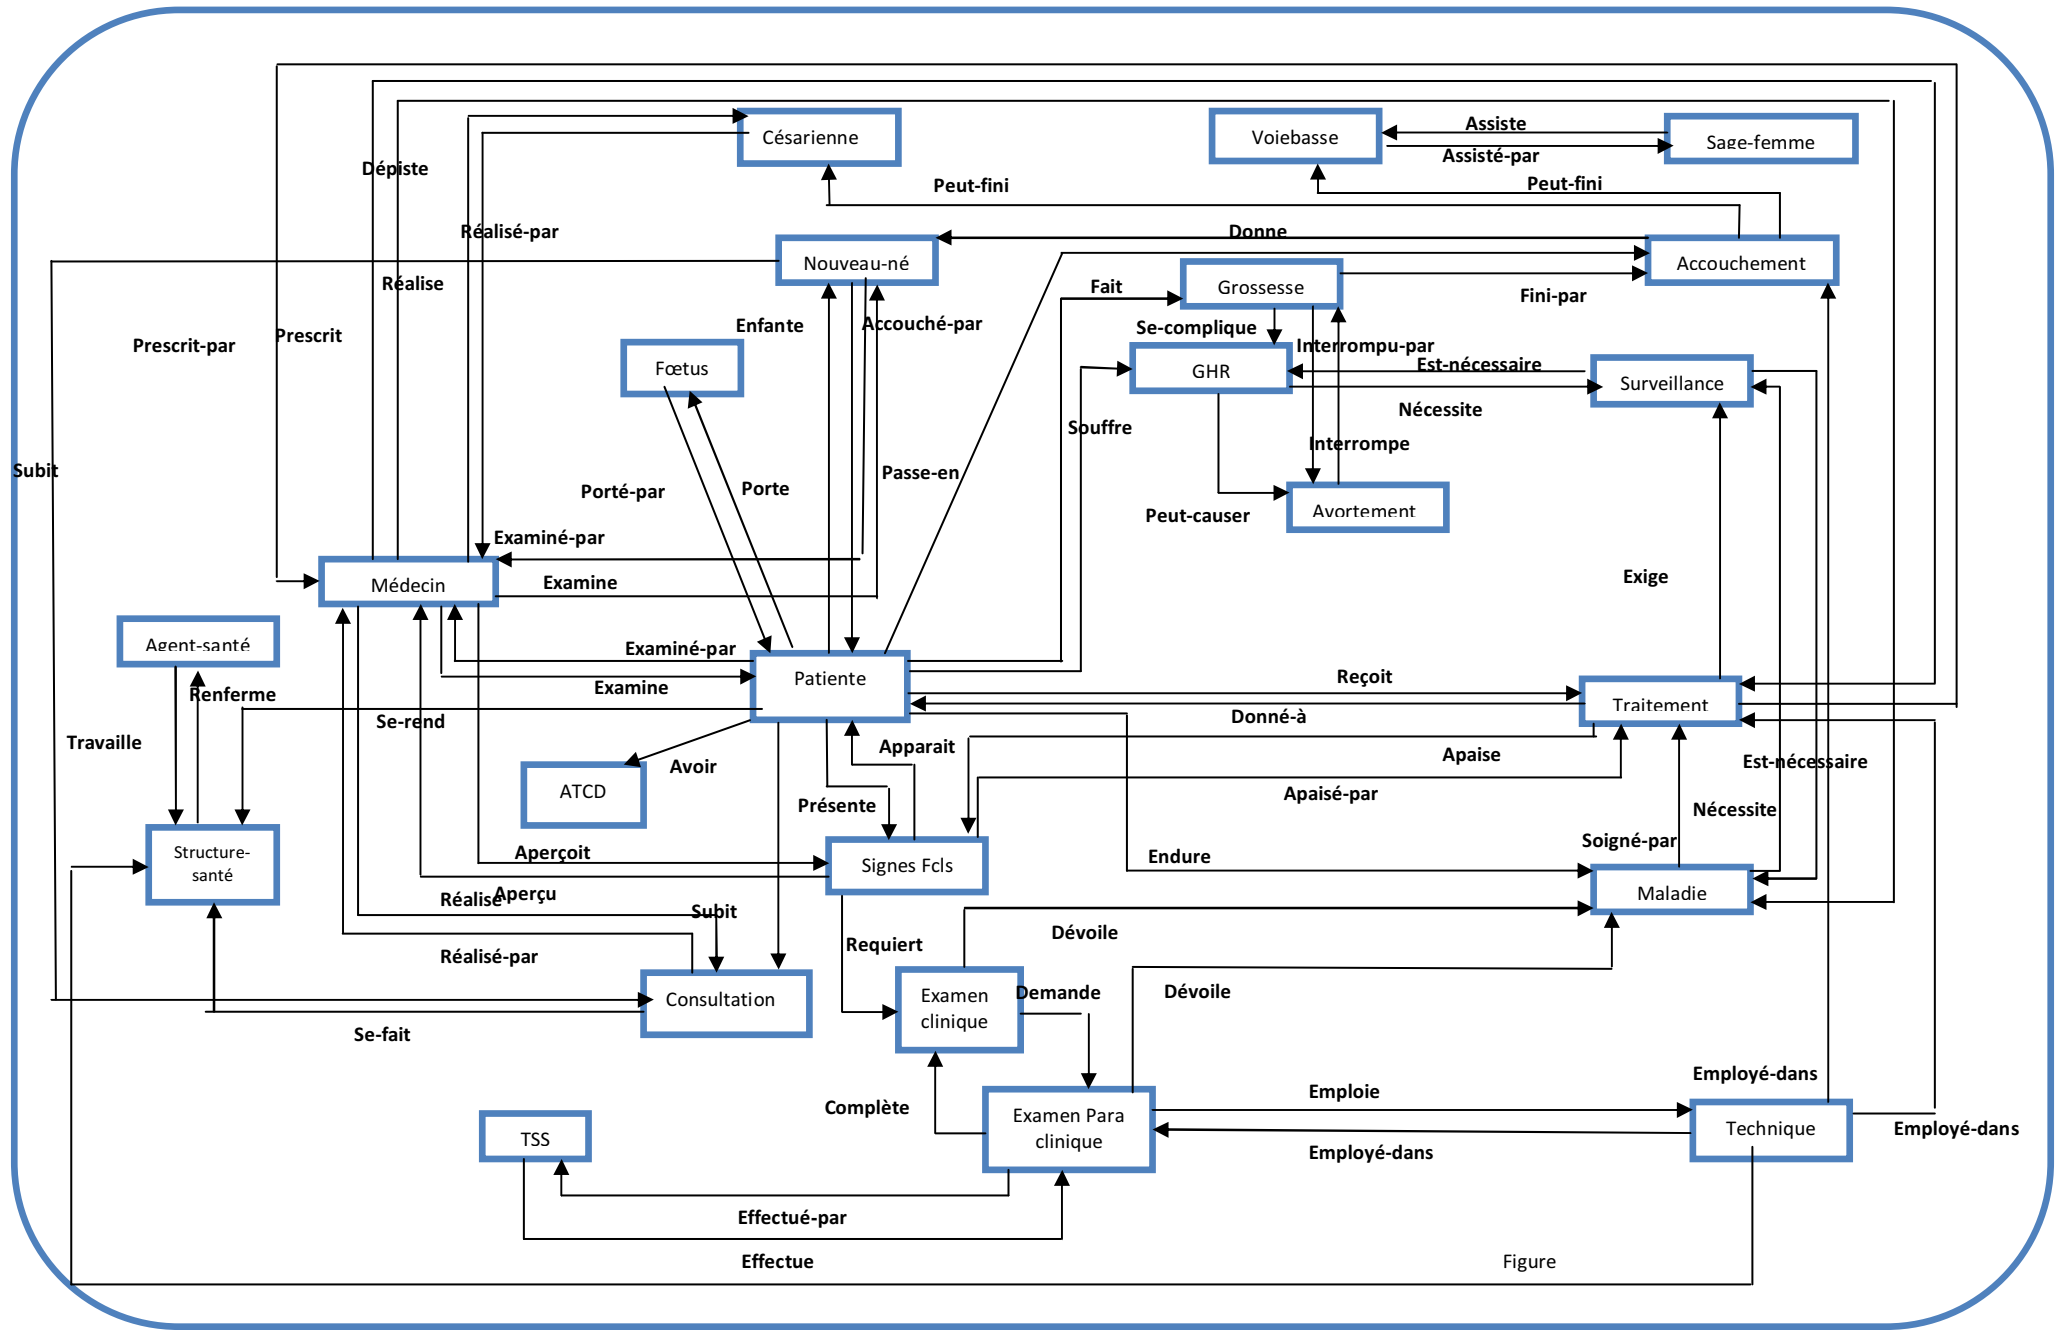 Césarienne
Voiebasse
Assiste
Sage-femme
Assisté-par
Dépiste
Peut-fini
Peut-fini
Réalisé-par
Donne
Nouveau-né
Accouchement
Réalise
Fait
Grossesse
Fini-par
Enfante
Accouché-par
Se-complique
Prescrit-par
Prescrit
Interrompu-par
Est-nécessaire
Fœtus
GHR
Surveillance
Nécessite
Souffre
Interrompe
Subit
Passe-en
Porté-par
Porte
Peut-causer
Avortement
Examiné-par
Examine
Exige
Médecin
Agent-santé
Examiné-par
Patiente
Reçoit
Renferme
Examine
Traitement
Donné-à
Se-rend
Travaille
Apparait
Apaise
Avoir
Est-nécessaire
ATCD
Présente
Apaisé-par
Nécessite
Soigné-par
Structure-
santé
Aperçoit
Signes Fcls
Endure
Maladie
Réalise
Aperçu
Subit
Requiert
Dévoile
Réalisé-par
Consultation
Examen
clinique
Demande
Dévoile
Se-fait
Employé-dans
Emploie
Complète
Examen Para
clinique
TSS
Technique
Employé-dans
Employé-dans
Effectué-par
Effectue
Figure